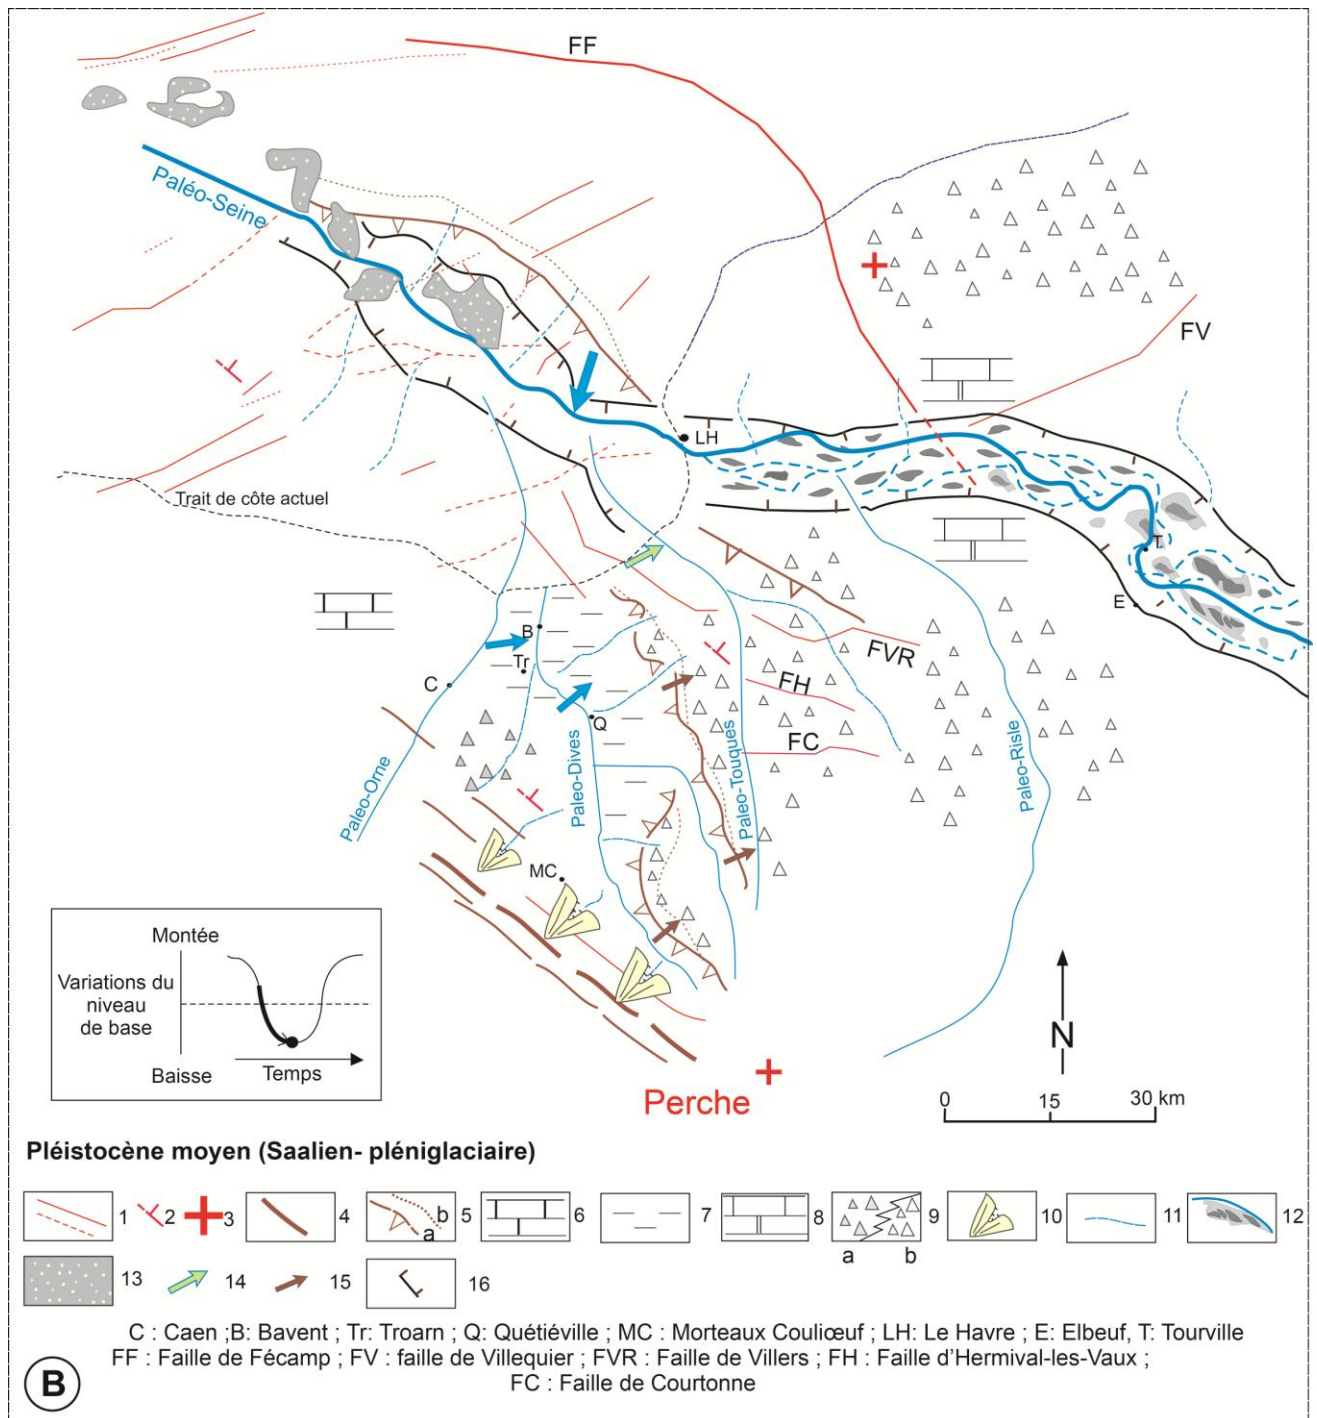 FF
Paléo-Seine
FV
LH
Trait de côte actuel
T
E
B
Tr
C
Q
FVR
FH
FC
Paleo-Orne
Paleo-Dives
Paleo-Touques
Paleo-Risle
MC
Montée
Variations du
niveau
de base
Baisse
Temps
Perche
N
0 15 30 km
Pléistocène moyen (Saalien- pléniglaciaire)
1 2 3 4 b a 5 6 7 8 9 10 11 12
a b
13 14 15 16
C : Caen ;B: Bavent ; Tr: Troarn ; Q: Quétiéville ; MC : Morteaux Couliœuf ; LH: Le Havre ; E: Elbeuf, T: Tourville
FF : Faille de Fécamp ; FV : faille de Villequier ; FVR : Faille de Villers ; FH : Faille d'Hermival-les-Vaux ;
FC : Faille de Courtonne
B